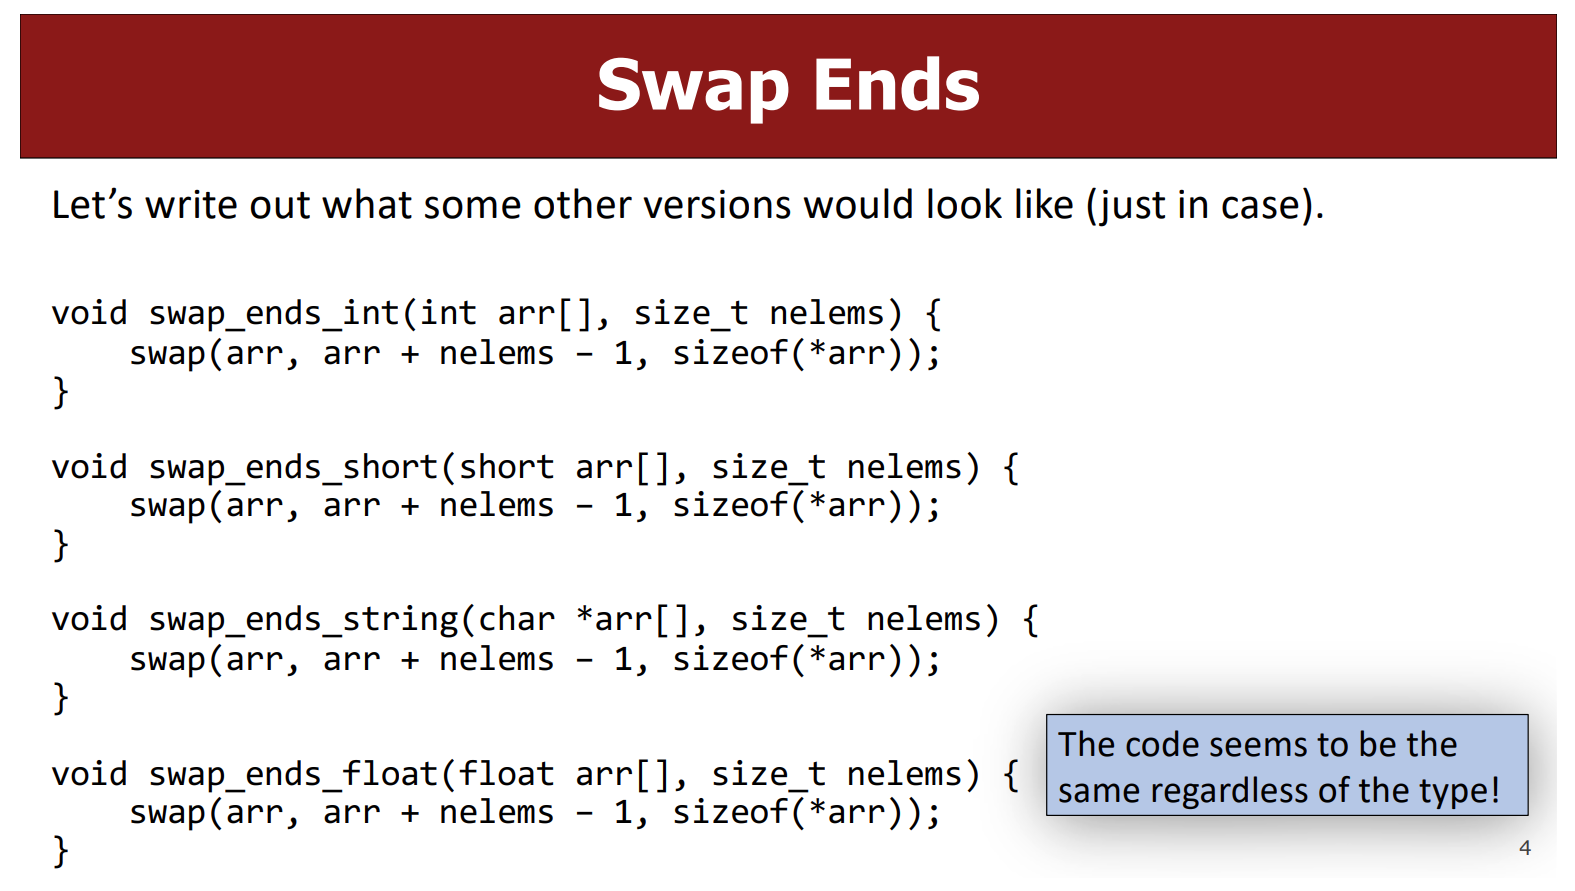 Swap Ends
Let’s write out what some other versions would look like (just in case).
void swap_ends_int(int arr[], size_t nelems) {
    swap(arr, arr + nelems – 1, sizeof(*arr));
}
void swap_ends_short(short arr[], size_t nelems) {
    swap(arr, arr + nelems – 1, sizeof(*arr));
}
void swap_ends_string(char *arr[], size_t nelems) {
    swap(arr, arr + nelems – 1, sizeof(*arr));
}
void swap_ends_float(float arr[], size_t nelems) {
    swap(arr, arr + nelems – 1, sizeof(*arr));
}
The code seems to be the
same regardless of the type!
4